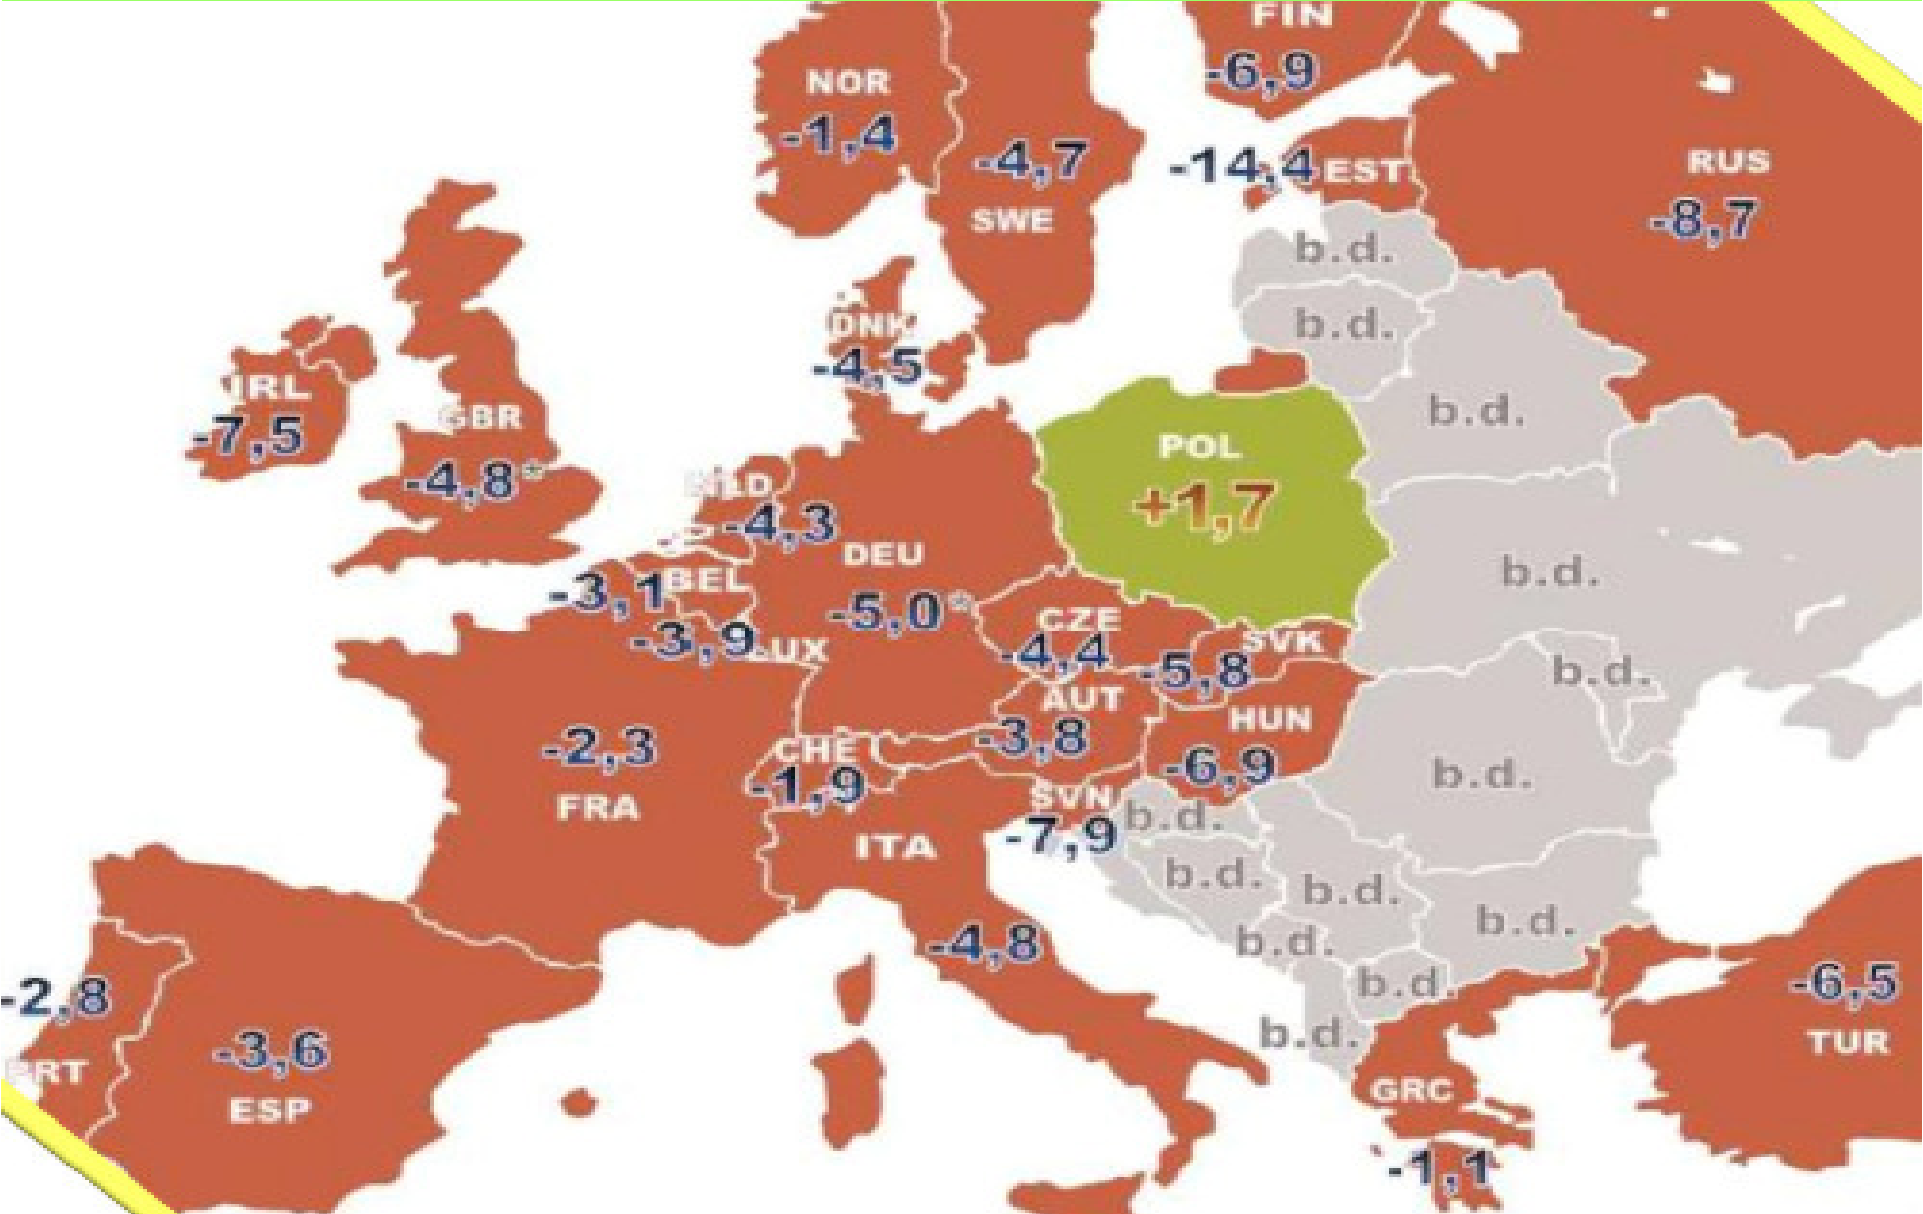 FIN
-6,9
NOR
-1,4
-4,7
SWE
-14,4
EST
RUS
-8,7
b.d.
b.d.
DNK
-4,5
IRL
-7,5
GBR
-4,8*
b.d.
POL
+1,7
NLD
-4,3
DEU
-5,0*
BEL
-3,1
-3,9
LUX
b.d.
CZE
-4,4
SVK
-5,8
b.d.
AUT
-3,8
HUN
-6,9
-2,3
FRA
CHE
-1,9
SVN
-7,9
b.d.
b.d.
ITA
-4,8
b.d.
b.d.
b.d.
b.d.
b.d.
b.d.
-2,8
PRT
-3,6
ESP
-6,5
TUR
GRC
-1,1